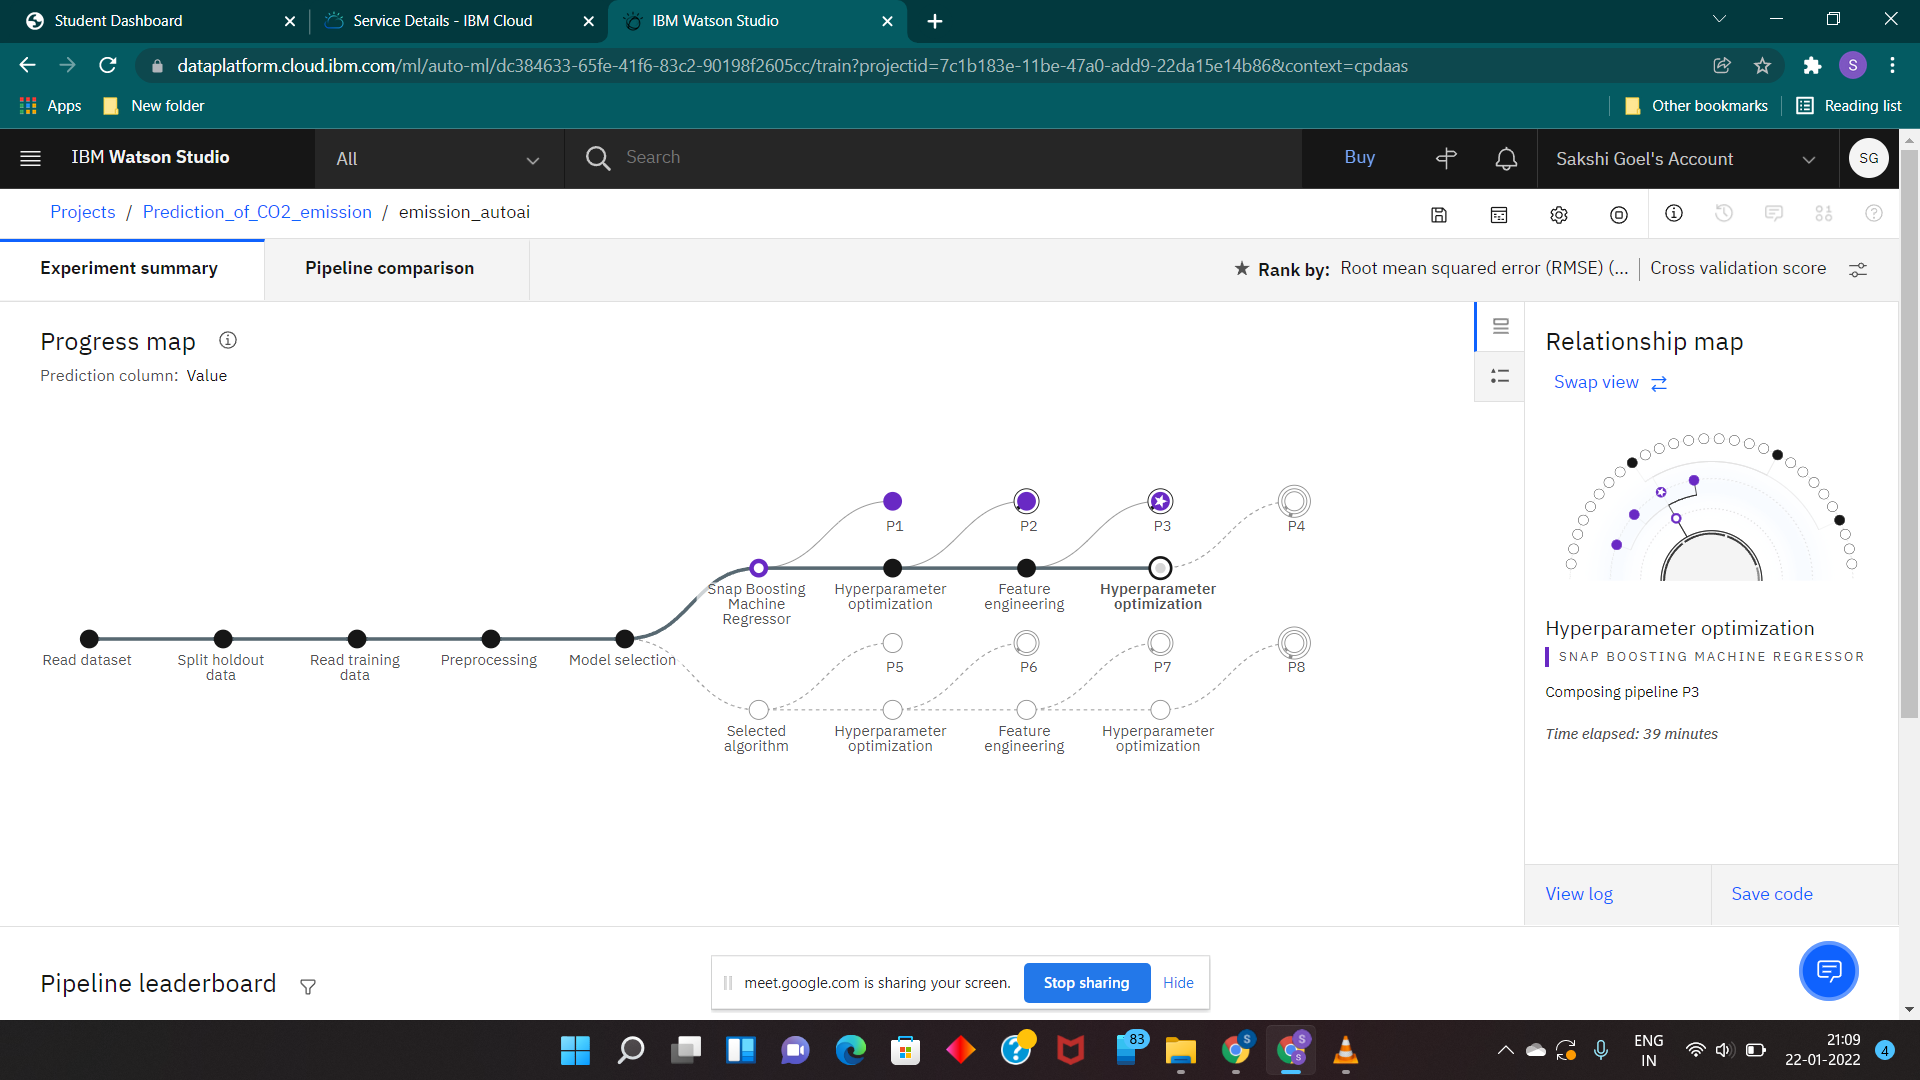 Student Dashboard
Service Details - IBM Cloud
IBM Watson Studio
dataplatform.cloud.ibm.com/ml/auto-ml/dc384633-65fe-41f6-83c2-90198f2605cc/train?projectid=7c1b183e-11be-47a0-add9-22da15e14b86&context=cpdaas
S
Apps
New folder
Other bookmarks
Reading list
IBM Watson Studio
All
Search
Buy
Sakshi Goel's Account
SG
Projects / Prediction_of_CO2_emission / emission_autoai
Experiment summary
Pipeline comparison
Rank by: Root mean squared error (RMSE) (... | Cross validation score
Progress map
Prediction column: Value
P1
P2
P3
P4
Snap Boosting
Machine
Regressor
Hyperparameter
optimization
Feature
engineering
Hyperparameter
optimization
Read dataset
Split holdout
data
Read training
data
Preprocessing
Model selection
P5
P6
P7
P8
Selected
algorithm
Hyperparameter
optimization
Feature
engineering
Hyperparameter
optimization
Relationship map
Swap view
Hyperparameter optimization
SNAP BOOSTING MACHINE REGRESSOR
Composing pipeline P3
Time elapsed: 39 minutes
View log
Save code
Pipeline leaderboard
meet.google.com is sharing your screen.
Stop sharing
Hide
83
S
S
S
ENG
IN
21:09
22-01-2022
4